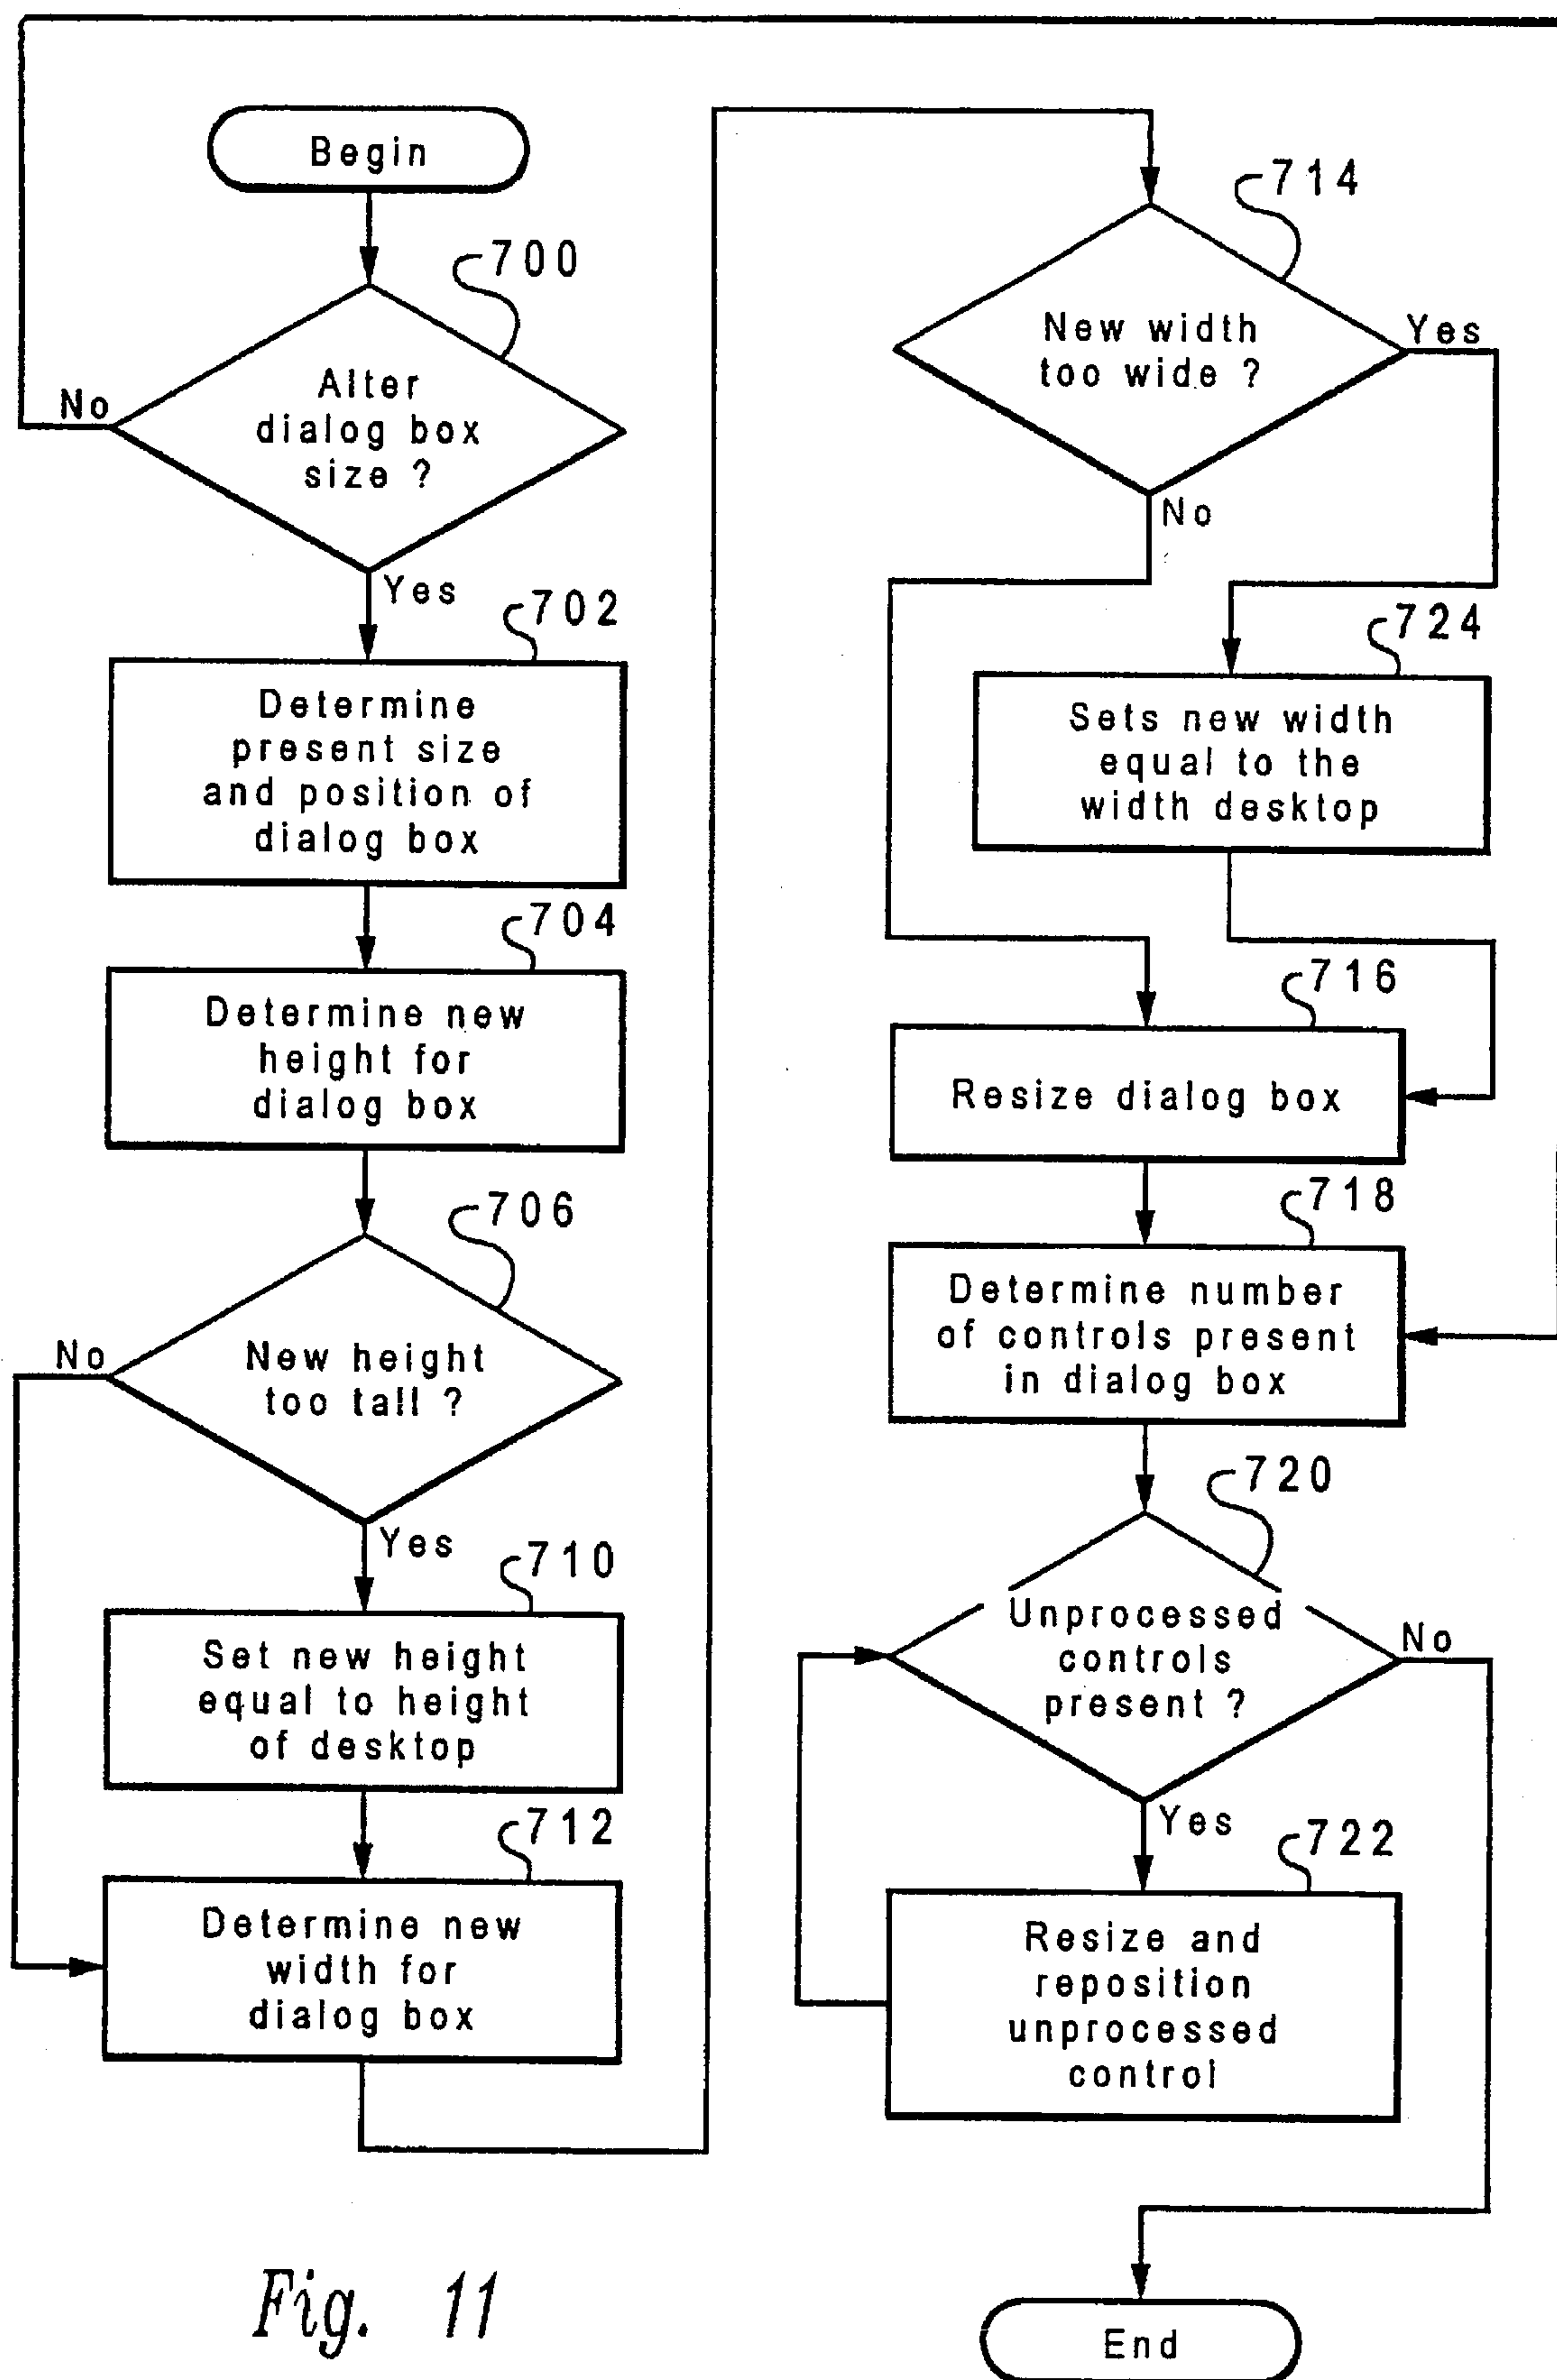 Begin
700
Alter
dialog box
size ?
No
Yes
702
Determine
present size
and position of
dialog box
704
Determine new
height for
dialog box
706
New height
too tall ?
No
Yes
710
Set new height
equal to height
of desktop
712
Determine new
width for
dialog box
714
New width
too wide ?
Yes
No
724
Sets new width
equal to the
width desktop
716
Resize dialog box
718
Determine number
of controls present
in dialog box
720
Unprocessed
controls
present ?
No
Yes
722
Resize and
reposition
unprocessed
control
End
Fig. 11